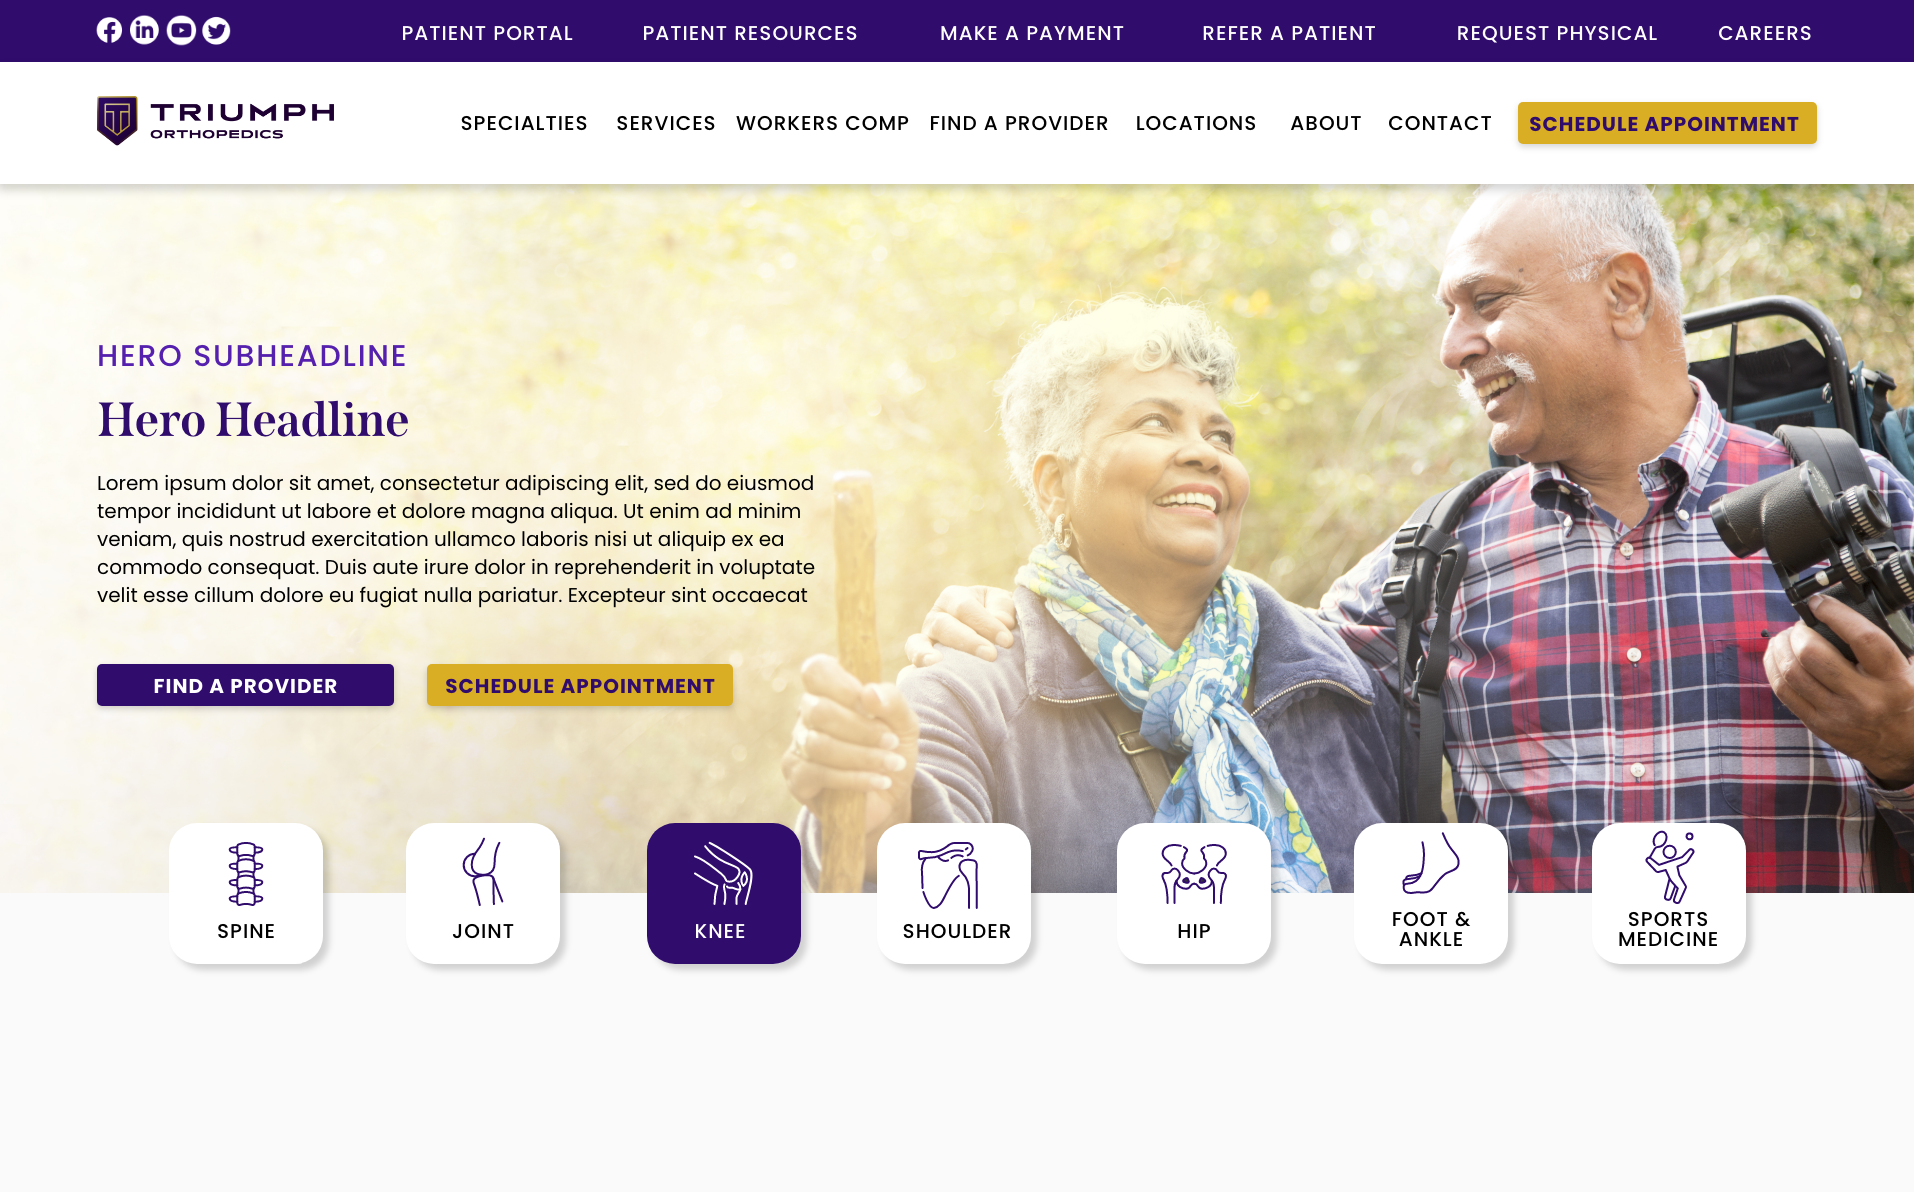 PATIENT PORTAL PATIENT RESOURCES MAKE A PAYMENT REFER A PATIENT REQUEST PHYSICAL CAREERS
TRIUMPH
ORTHOPEDICS
SPECIALTIES SERVICES WORKERS COMP FIND A PROVIDER LOCATIONS ABOUT CONTACT SCHEDULE APPOINTMENT
HERO SUBHEADLINE
Hero Headline
Lorem ipsum dolor sit amet, consectetur adipiscing elit, sed do eiusmod
tempor incididunt ut labore et dolore magna aliqua. Ut enim ad minim
veniam, quis nostrud exercitation ullamco laboris nisi ut aliquip ex ea
commodo consequat. Duis aute irure dolor in reprehenderit in voluptate
velit esse cillum dolore eu fugiat nulla pariatur. Excepteur sint occaecat
FIND A PROVIDER SCHEDULE APPOINTMENT
SPINE
JOINT
KNEE
SHOULDER
HIP
FOOT &
ANKLE
SPORTS
MEDICINE